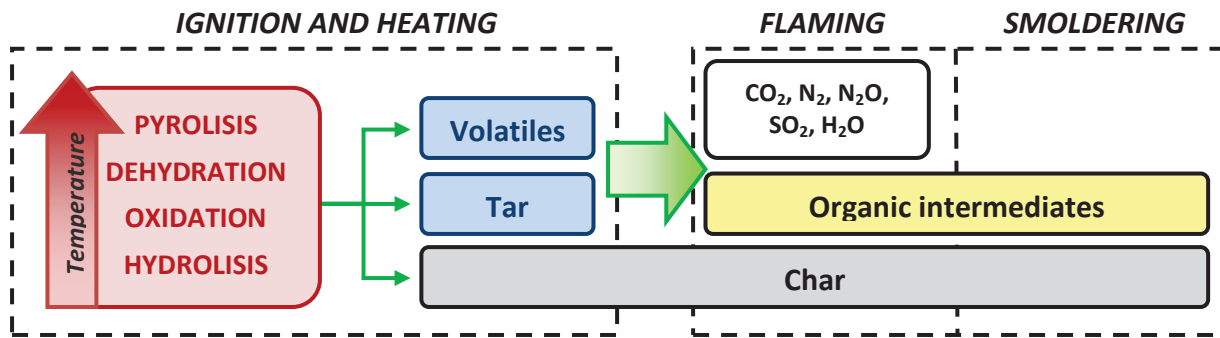 IGNITION AND HEATING
FLAMING
SMOLDERING
Temperature
PYROLISIS
DEHYDRATION
OXIDATION
HYDROLISIS
Volatiles
Tar
CO₂, N₂, N₂O,
SO₂, H₂O
Organic intermediates
Char